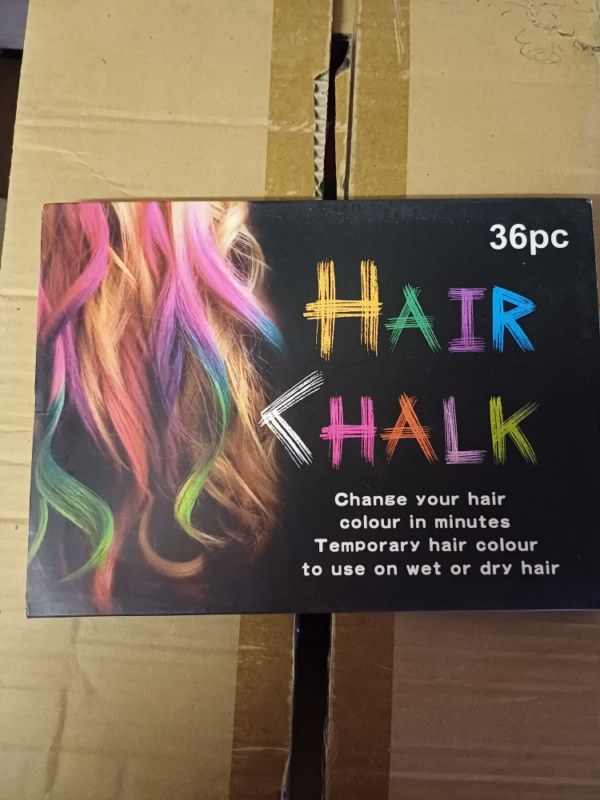 36pc
HAIR
CHALK
Change your hair
colour in minutes
Temporary hair colour
to use on wet or dry hair